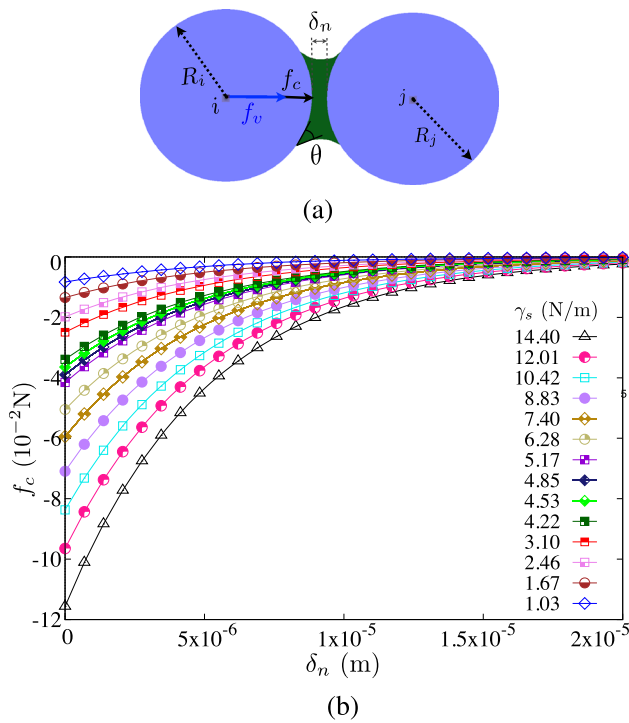 δn
Ri
fc
i
fv
j
Rj
θ
(a)
0
-2
-4
-6
-8
-10
-12
fc (10-2N)
γs (N/m)
14.40
12.01
10.42
8.83
7.40
6.28
5.17
4.85
4.53
4.22
3.10
2.46
1.67
1.03
5
0
5x10-6
1x10-5
1.5x10-5
2x10-5
δn (m)
(b)